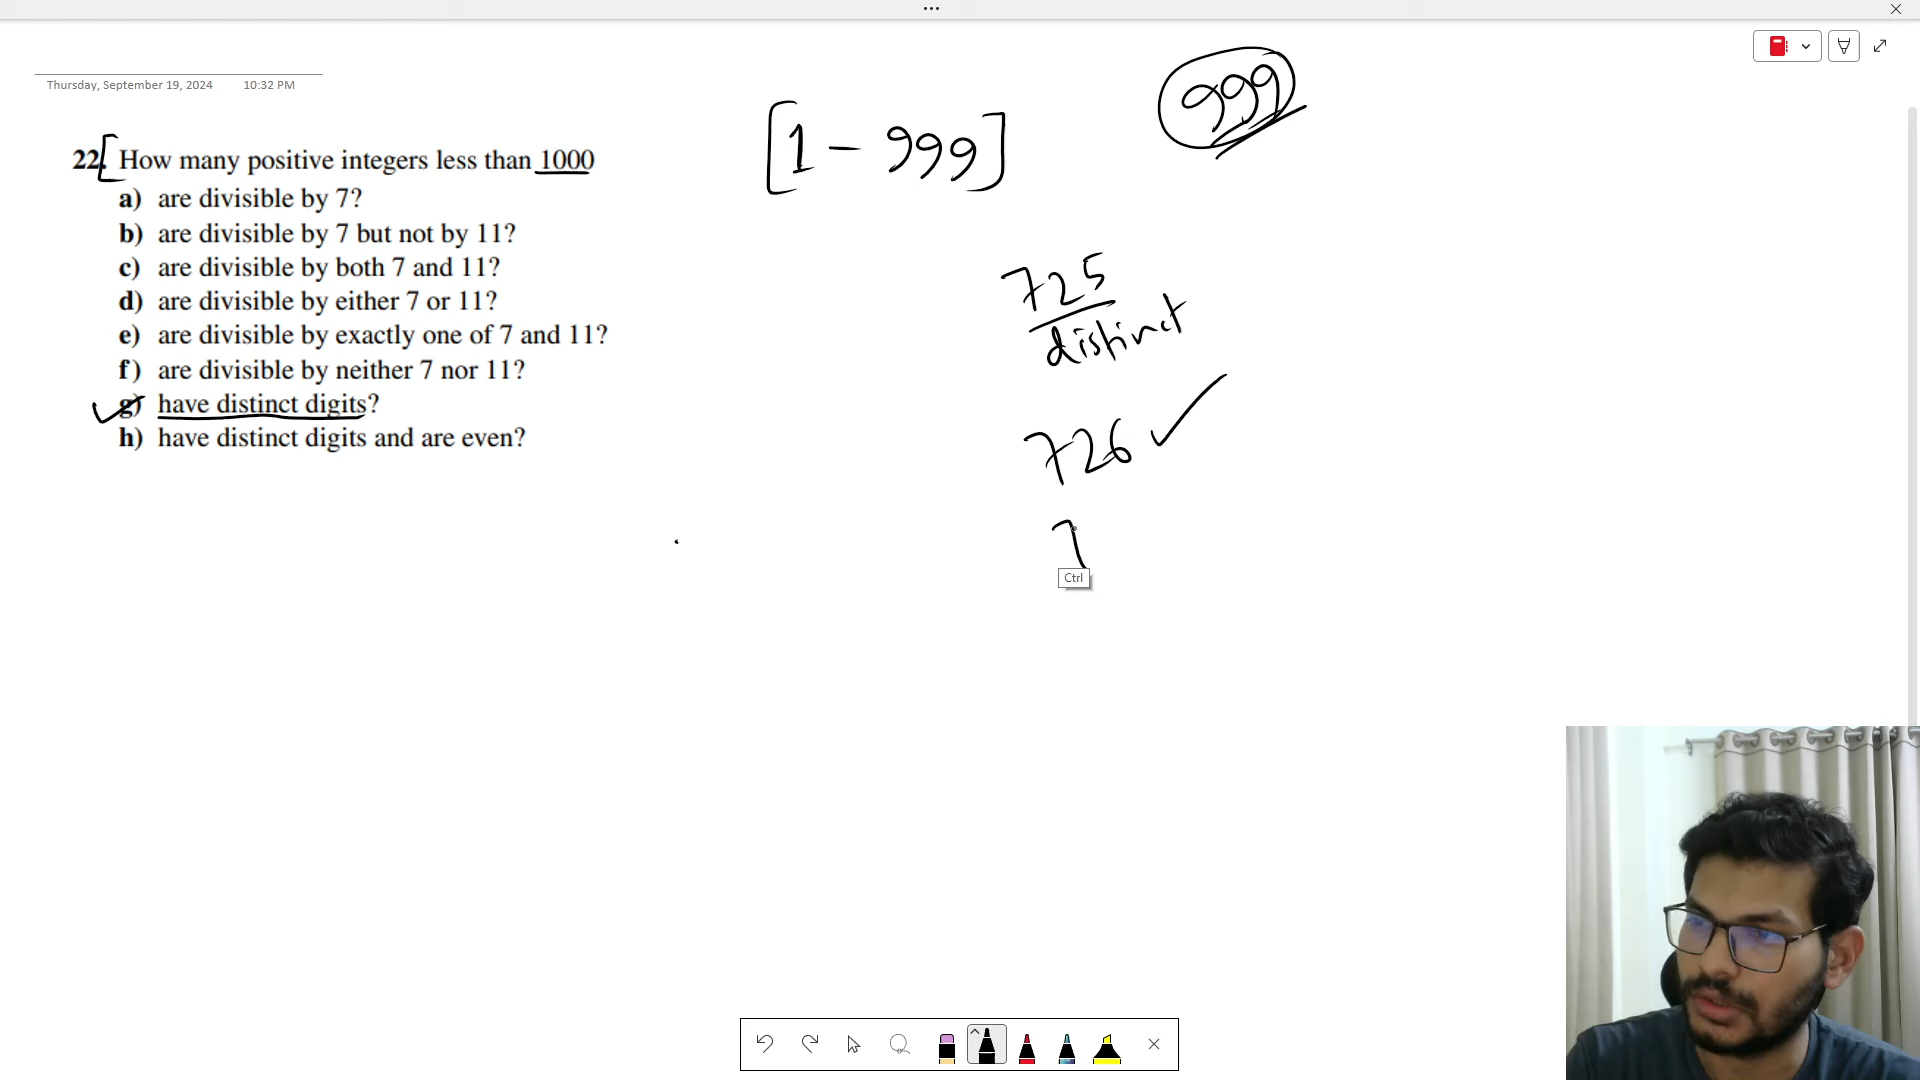 Thursday, September 19, 2024 10:32 PM
22. How many positive integers less than 1000
a) are divisible by 7?
b) are divisible by 7 but not by 11?
c) are divisible by both 7 and 11?
d) are divisible by either 7 or 11?
e) are divisible by exactly one of 7 and 11?
f) are divisible by neither 7 nor 11?
g) have distinct digits?
h) have distinct digits and are even?
[1 - 999]
999
725
distinct
726
7
Ctrl